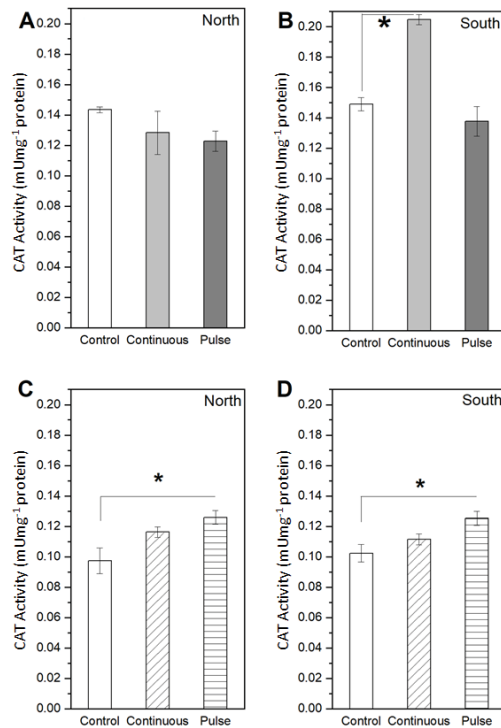 A
North
CAT Activity (mUmg⁻¹ protein)
0.20
0.18
0.16
0.14
0.12
0.10
0.08
0.06
0.04
0.02
0.00
Control Continuous Pulse
B
South
*
CAT Activity (mUmg⁻¹ protein)
0.20
0.18
0.16
0.14
0.12
0.10
0.08
0.06
0.04
0.02
0.00
Control Continuous Pulse
C
North
*
CAT Activity (mUmg⁻¹ protein)
0.20
0.18
0.16
0.14
0.12
0.10
0.08
0.06
0.04
0.02
0.00
Control Continuous Pulse
D
South
*
CAT Activity (mUmg⁻¹ protein)
0.20
0.18
0.16
0.14
0.12
0.10
0.08
0.06
0.04
0.02
0.00
Control Continuous Pulse